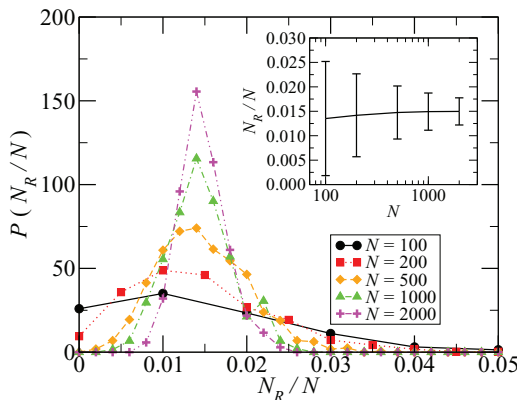 200
150
100
50
0
P ( N_R / N )
0 0.01 0.02 0.03 0.04 0.05
N_R / N
0.030
0.025
0.020
0.015
0.010
0.005
0.000
N_R / N
100 1000
N
N = 100
N = 200
N = 500
N = 1000
N = 2000